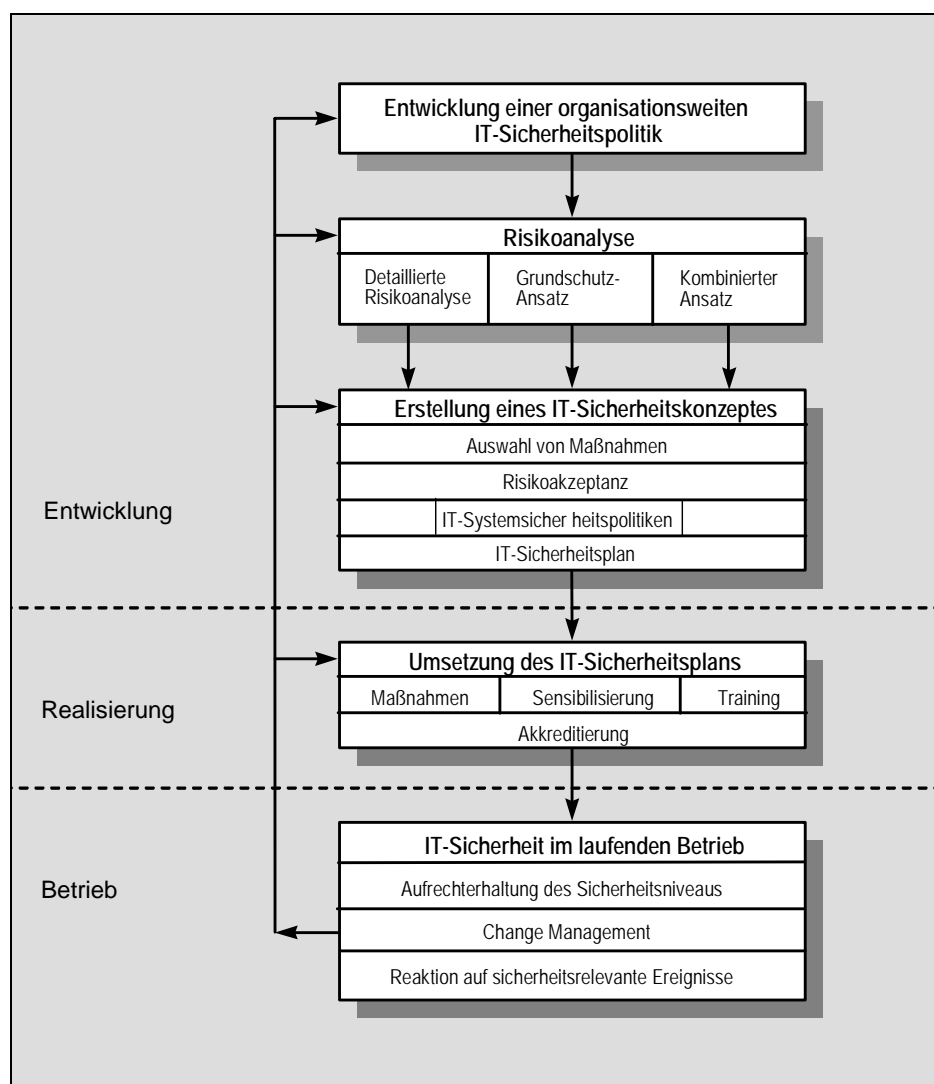 Entwicklung einer organisationsweiten
IT-Sicherheitspolitik
Risikoanalyse
Detaillierte
Risikoanalyse
Grundschutz-
Ansatz
Kombinierter
Ansatz
Erstellung eines IT-Sicherheitskonzeptes
Auswahl von Maßnahmen
Risikoakzeptanz
IT-Systemsicher heitspolitiken
IT-Sicherheitsplan
Entwicklung
Umsetzung des IT-Sicherheitsplans
Maßnahmen
Sensibilisierung
Training
Akkreditierung
Realisierung
IT-Sicherheit im laufenden Betrieb
Aufrechterhaltung des Sicherheitsniveaus
Change Management
Reaktion auf sicherheitsrelevante Ereignisse
Betrieb